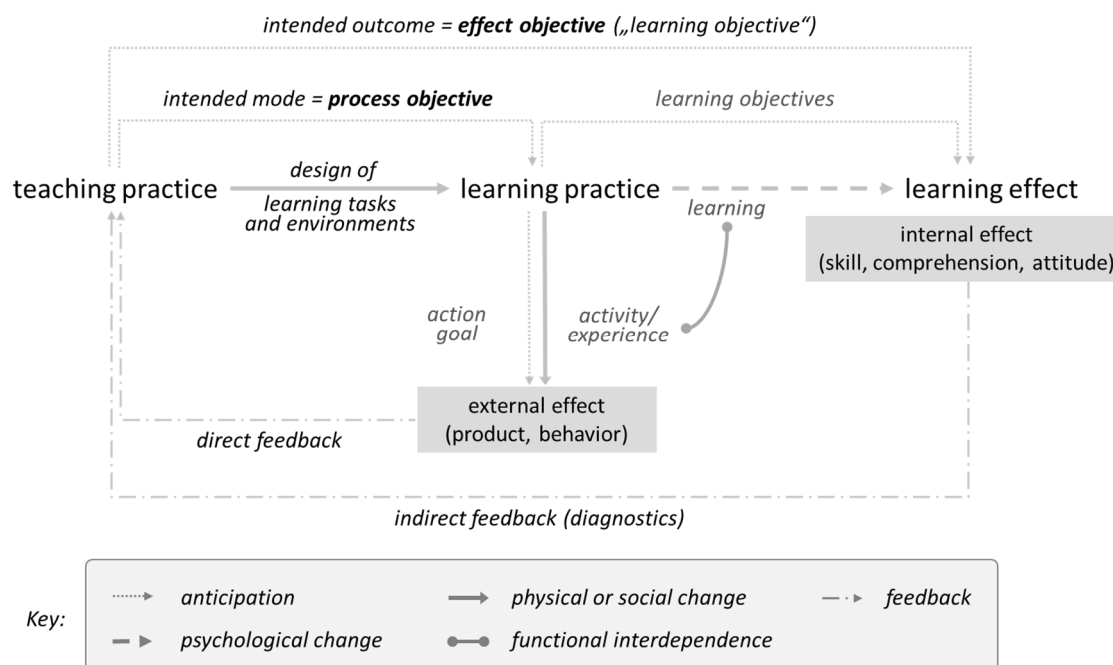 intended outcome = effect objective („learning objective“)
intended mode = process objective
learning objectives
teaching practice
design of
learning tasks
and environments
learning practice
learning
learning effect
internal effect
(skill, comprehension, attitude)
action
goal
activity/
experience
external effect
(product, behavior)
direct feedback
indirect feedback (diagnostics)
Key:
anticipation
physical or social change
feedback
psychological change
functional interdependence